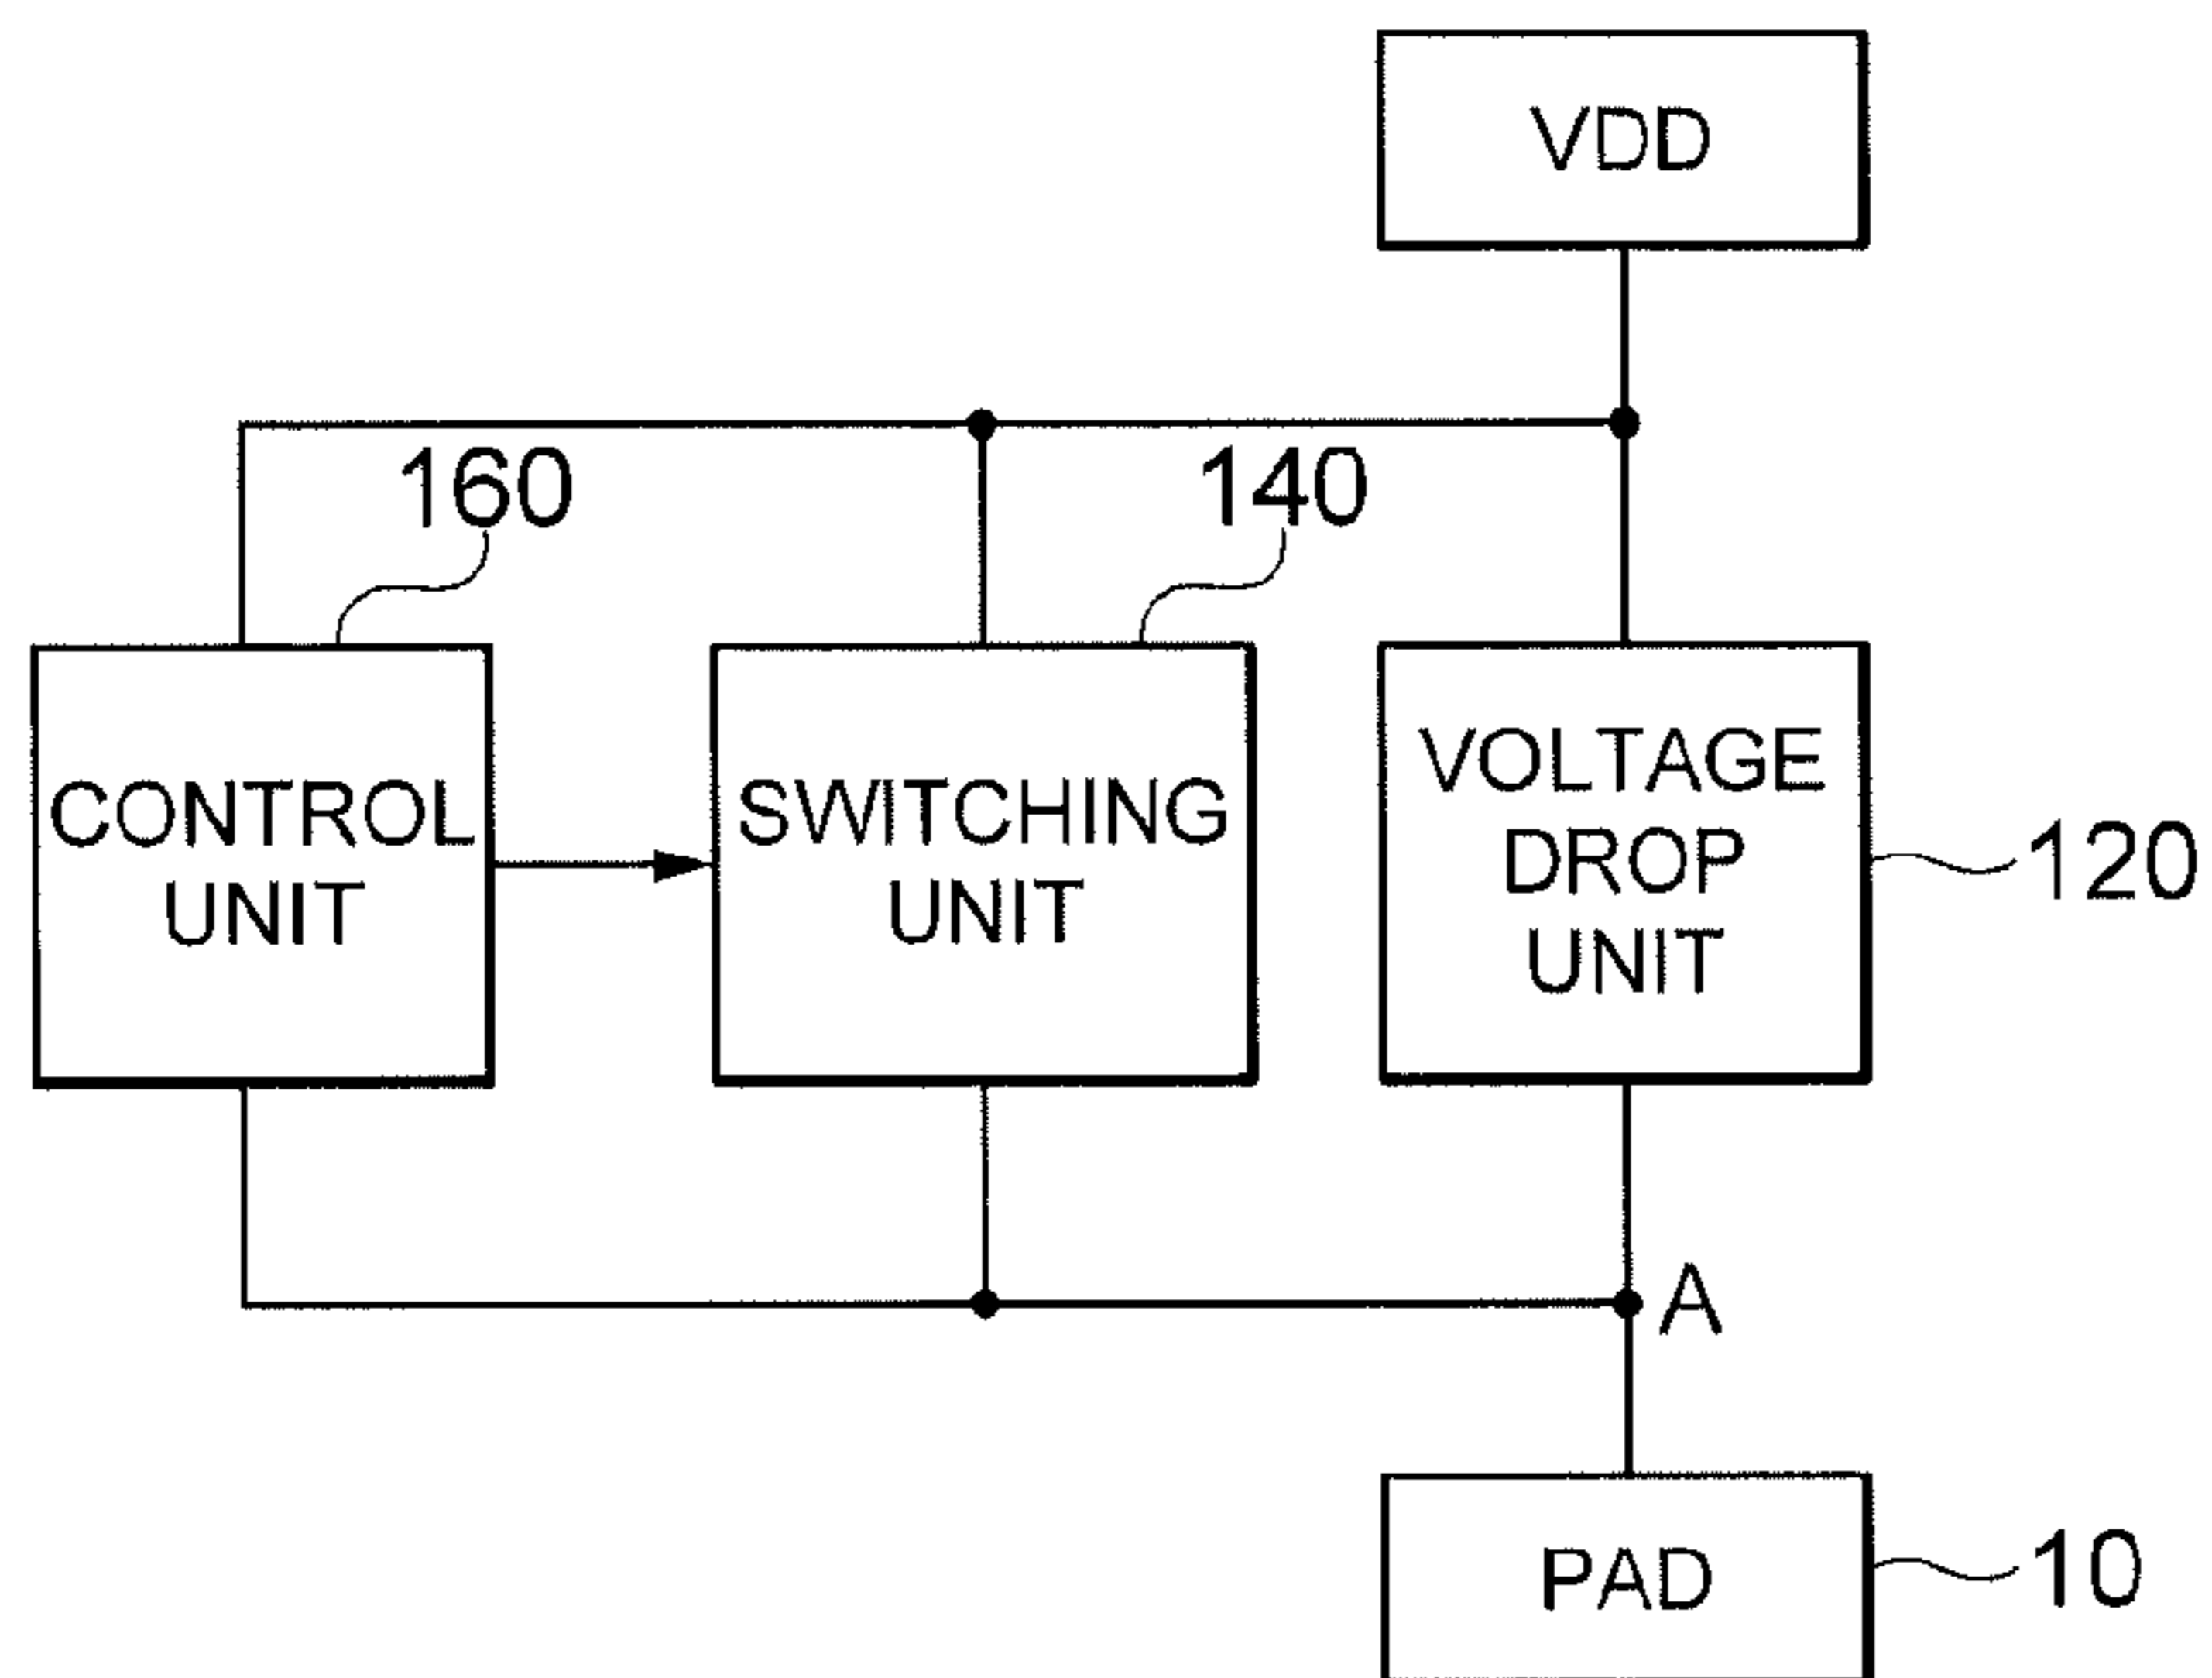 VDD
160
140
CONTROL
UNIT
SWITCHING
UNIT
VOLTAGE
DROP
UNIT
120
A
PAD
10